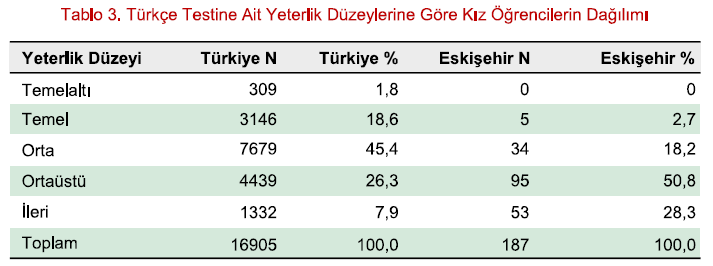 Tablo 3. Türkçe Testine Ait Yeterlik Düzeylerine Göre Kız Öğrencilerin Dağılımı
Yeterlik Düzeyi Türkiye N Türkiye % Eskişehir N Eskişehir %
Temelaltı 309 1,8 0 0
Temel 3146 18,6 5 2,7
Orta 7679 45,4 34 18,2
Ortaüstü 4439 26,3 95 50,8
İleri 1332 7,9 53 28,3
Toplam 16905 100,0 187 100,0